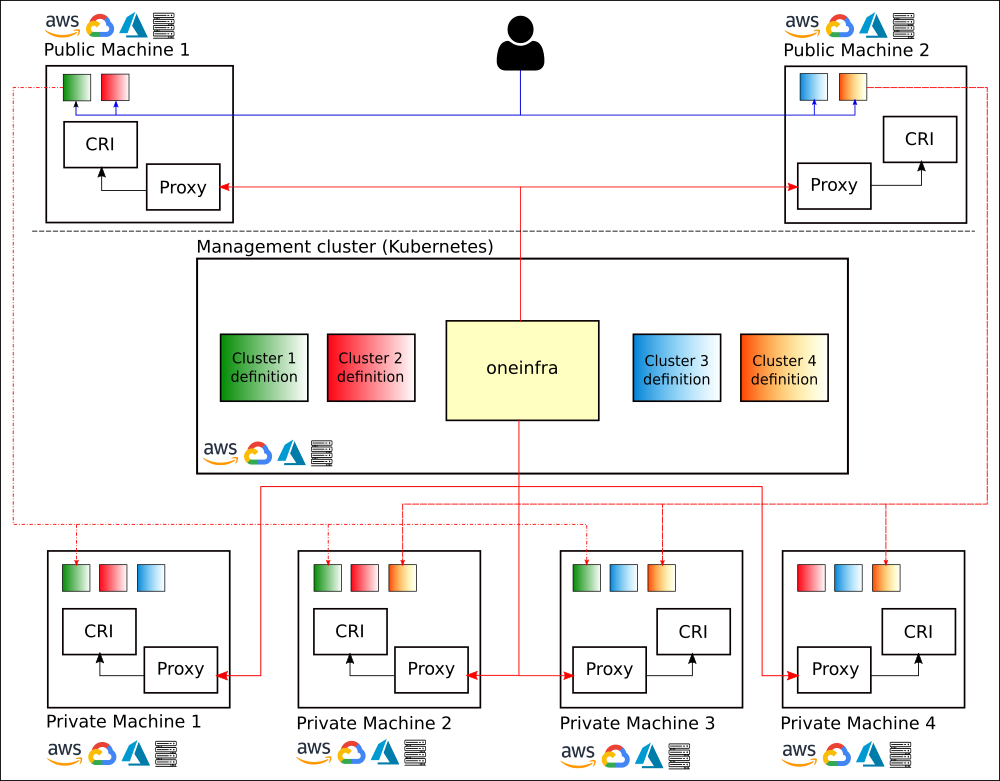 aws
Public Machine 1
aws
Public Machine 2
CRI
Proxy
CRI
Proxy
Management cluster (Kubernetes)
Cluster 1
definition
Cluster 2
definition
oneinfra
Cluster 3
definition
Cluster 4
definition
aws
CRI
Proxy
CRI
Proxy
CRI
Proxy
CRI
Proxy
Private Machine 1
Private Machine 2
Private Machine 3
Private Machine 4
aws
aws
aws
aws